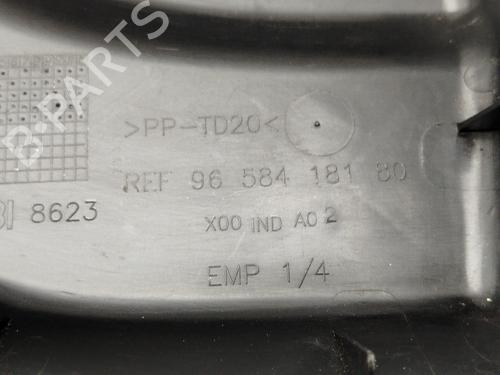 B-PARTS
>PP-TD20<
REF 96 584 181 80
8623
X00 IND A0 2
EMP 1/4